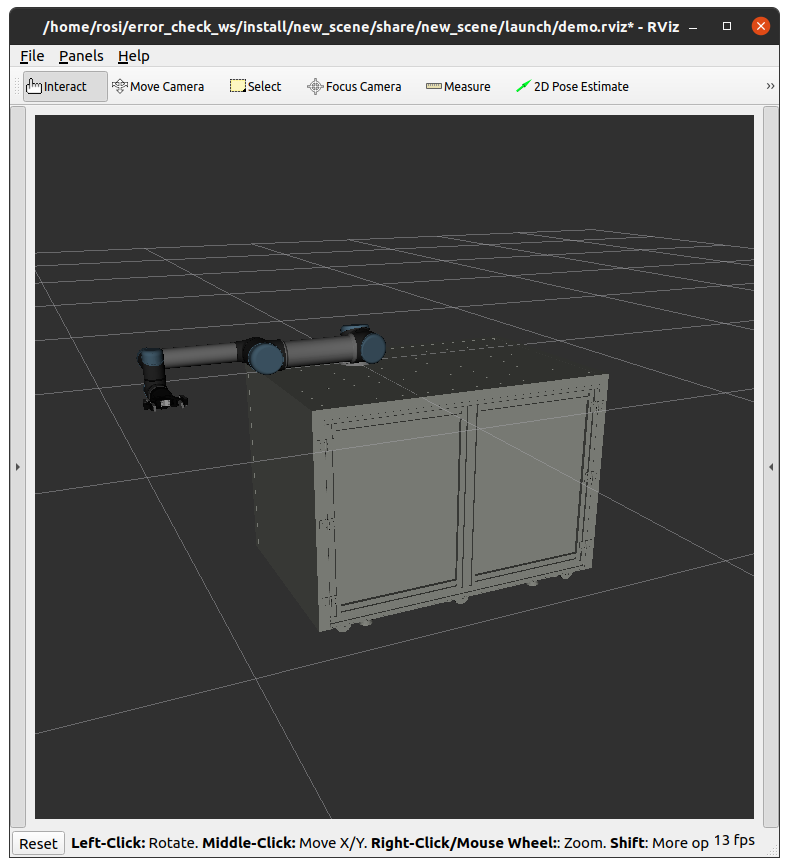 /home/rosi/error_check_ws/install/new_scene/share/new_scene/launch/demo.rviz* - RViz
File Panels Help
Interact Move Camera Select Focus Camera Measure 2D Pose Estimate »
Reset Left-Click: Rotate. Middle-Click: Move X/Y. Right-Click/Mouse Wheel:: Zoom. Shift: More op 13 fps